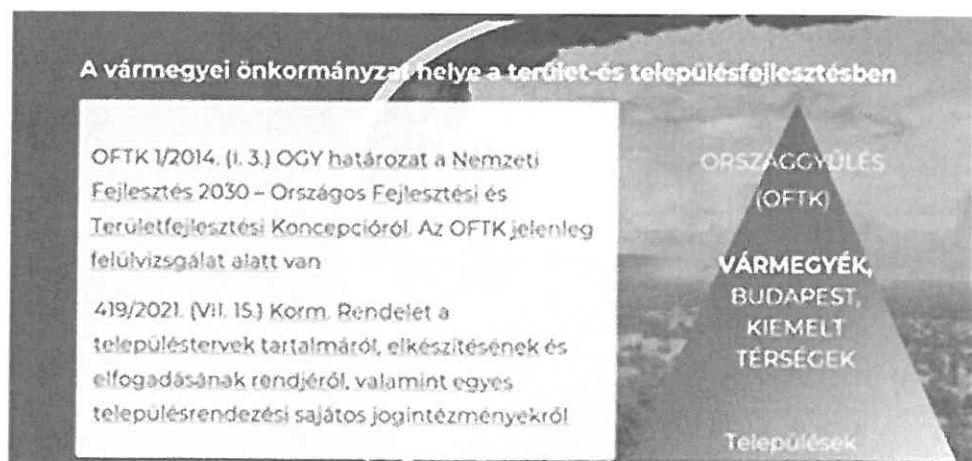 A vármegyei önkormányzat helye a terület-és településfejlesztésben
OFTK 1/2014. (I. 3.) OGY határozat a Nemzeti
Fejlesztés 2030 – Országos Fejlesztési és
Területfejlesztési Koncepcióról. Az OFTK jelenleg
felülvizsgálat alatt van
419/2021. (VII. 15.) Korm. Rendelet a
településtervek tartalmáról, elkészítésének és
elfogadásának rendjéről, valamint egyes
településrendezési sajátos jogintézményekről
ORSZÁGGYŰLÉS
(OFTK)
VÁRMEGYÉK,
BUDAPEST,
KIEMELT
TÉRSÉGEK
Települések